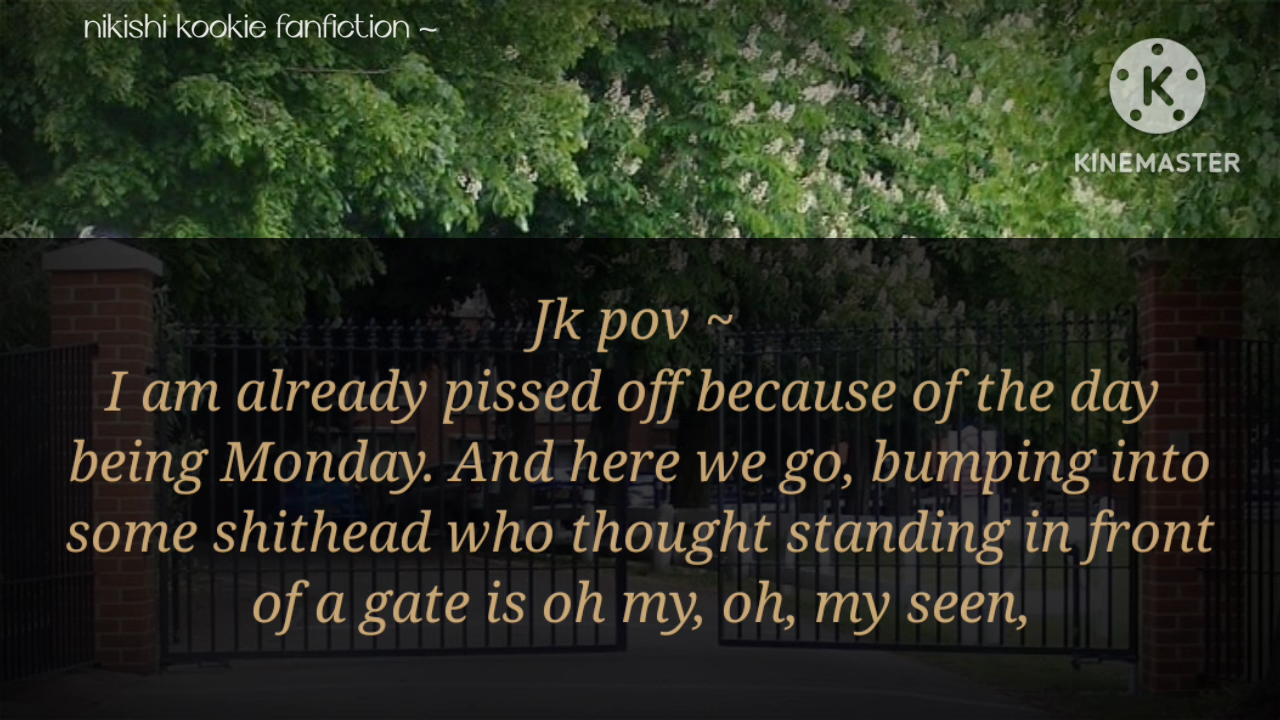 nikishi kookie fanfiction ~
K
KINEMASTER
Jk pov ~
I am already pissed off because of the day
being Monday. And here we go, bumping into
some shithead who thought standing in front
of a gate is oh my, oh, my seen,